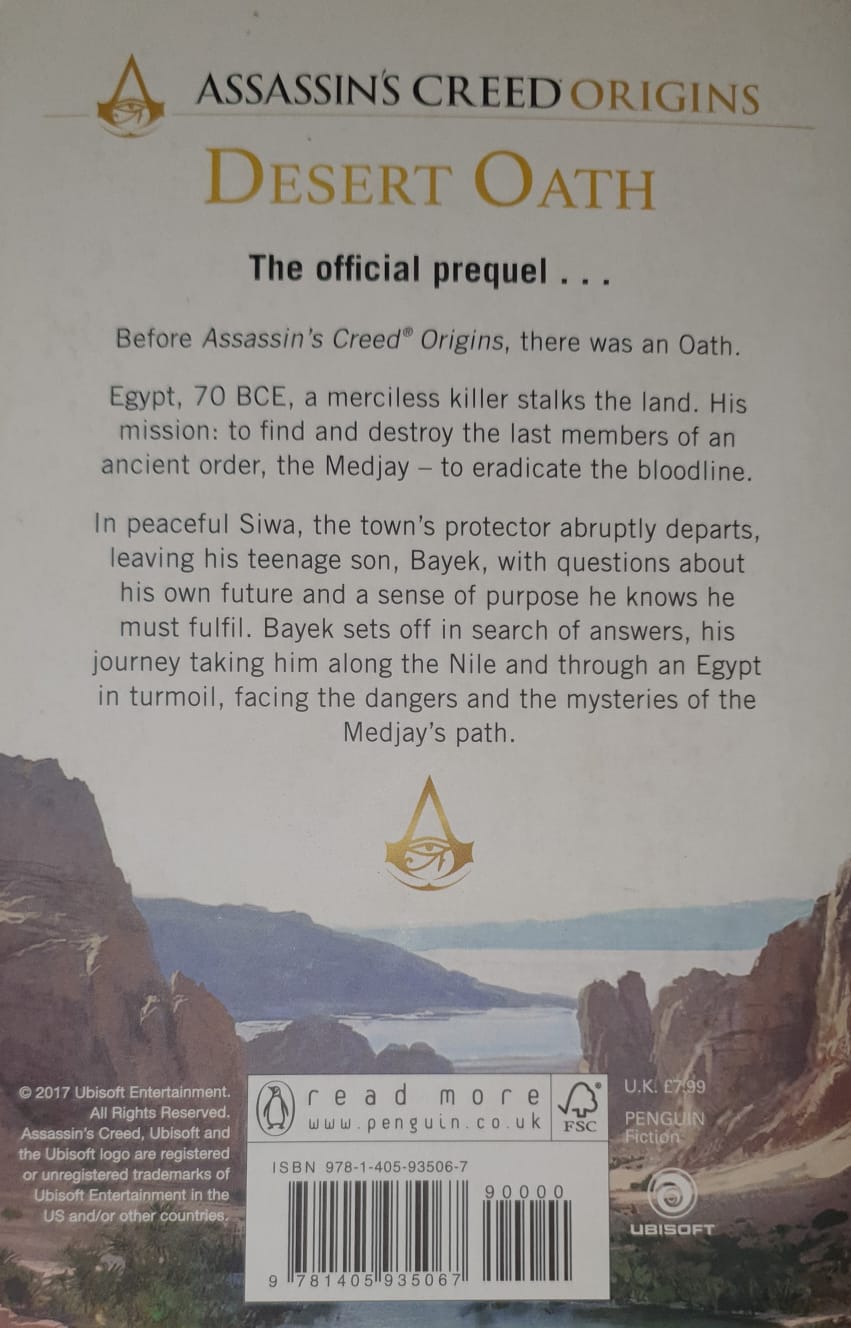 ASSASSIN'S CREED ORIGINS
DESERT OATH
The official prequel . . .
Before Assassin's Creed® Origins, there was an Oath.
Egypt, 70 BCE, a merciless killer stalks the land. His
mission: to find and destroy the last members of an
ancient order, the Medjay – to eradicate the bloodline.
In peaceful Siwa, the town's protector abruptly departs,
leaving his teenage son, Bayek, with questions about
his own future and a sense of purpose he knows he
must fulfil. Bayek sets off in search of answers, his
journey taking him along the Nile and through an Egypt
in turmoil, facing the dangers and the mysteries of the
Medjay's path.
© 2017 Ubisoft Entertainment.
All Rights Reserved.
Assassin's Creed, Ubisoft and
the Ubisoft logo are registered
or unregistered trademarks of
Ubisoft Entertainment in the
US and/or other countries.
read more
www.penguin.co.uk
FSC®
ISBN 978-1-405-93506-7
90000
9 781405 935067
U.K. £7.99
PENGUIN
Fiction
UBISOFT